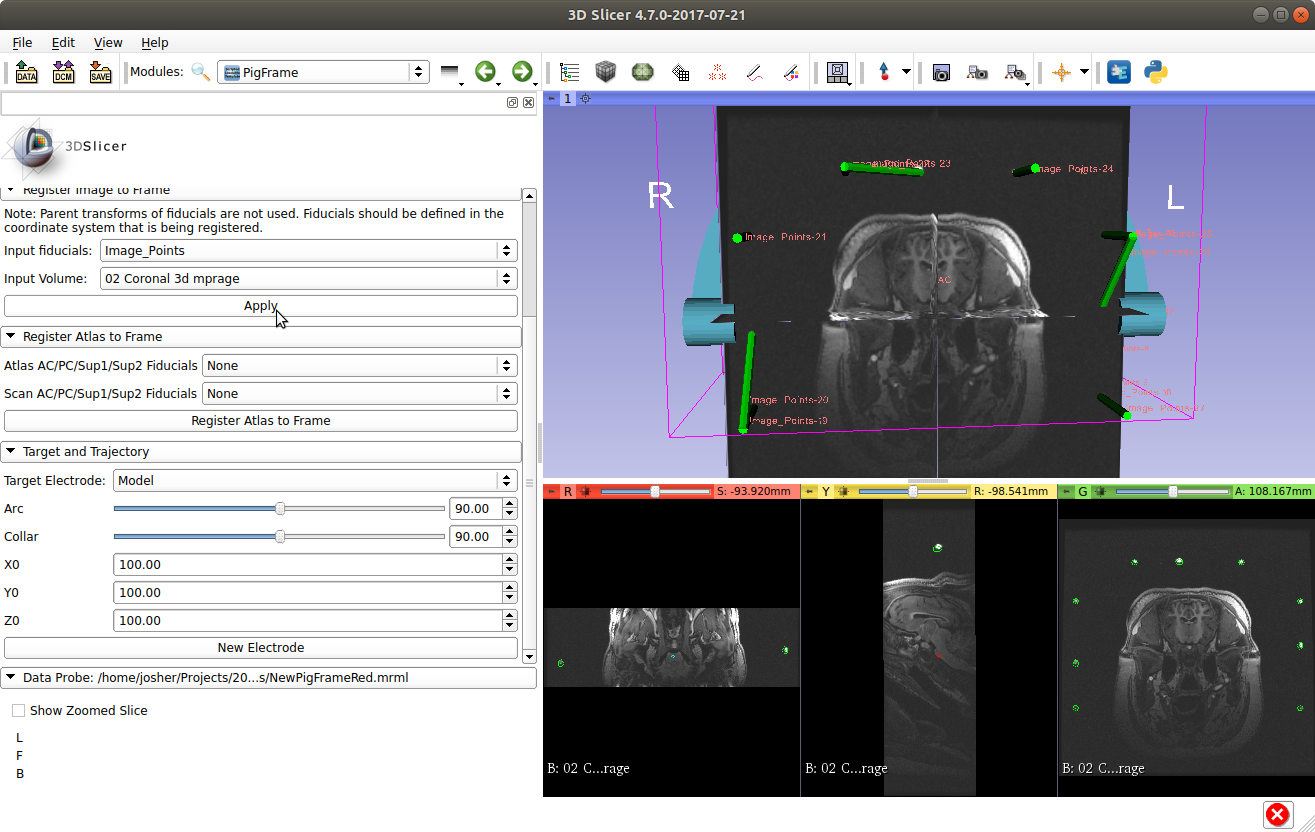 3D Slicer 4.7.0-2017-07-21
File Edit View Help
DATA DCM SAVE Modules: PigFrame
1
3DSlicer
Register Image to Frame
Note: Parent transforms of fiducials are not used. Fiducials should be defined in the
coordinate system that is being registered.
Input fiducials: Image_Points
Input Volume: 02 Coronal 3d mprage
Apply
Register Atlas to Frame
Atlas AC/PC/Sup1/Sup2 Fiducials None
Scan AC/PC/Sup1/Sup2 Fiducials None
Register Atlas to Frame
Target and Trajectory
Target Electrode: Model
Arc 90.00
Collar 90.00
X0 100.00
Y0 100.00
Z0 100.00
New Electrode
Data Probe: /home/josher/Projects/20...s/NewPigFrameRed.mrml
Show Zoomed Slice
L
F
B
R
L
Points-23
Image_Points-24
Image_Points-21
AC
Image_Points-20
Image_Points-19
R S: -93.920mm
Y R: -98.541mm
G A: 108.167mm
B: 02 C...rage
B: 02 C...rage
B: 02 C...rage